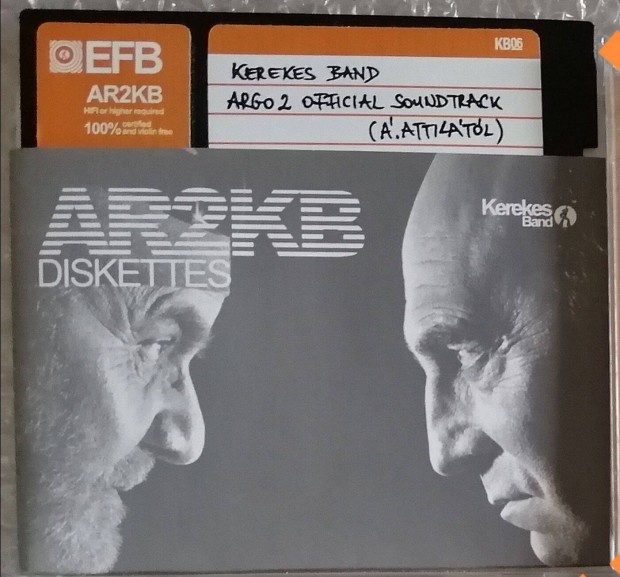 EFB
AR2KB
HiFi or higher required
100% certified
and violin free
KB06
KEREKES BAND
ARGO 2 OFFICIAL SOUNDTRACK
(Á.ATTILÁTÓL)
AR2KB
DISKETTES
Kerekes
Band